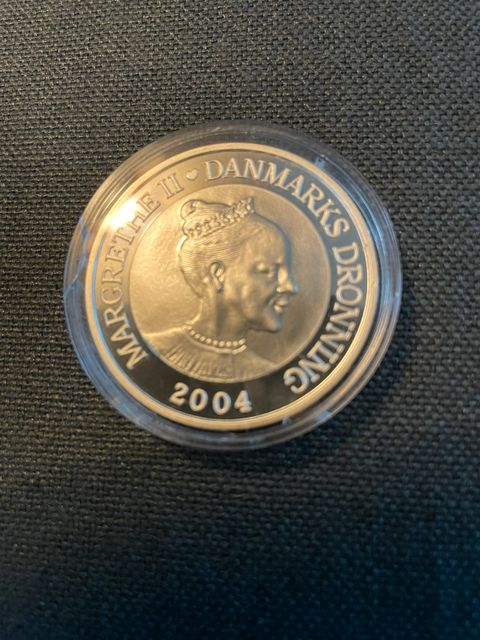 MARGRETHE II ♥ DANMARKS DRONNING
2004